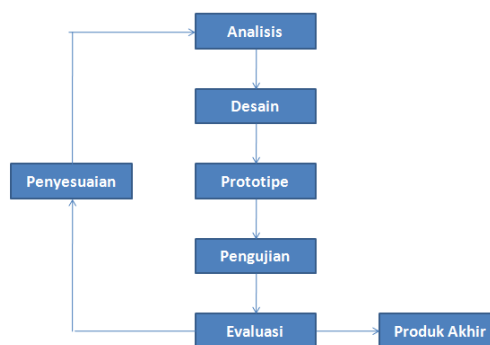 Analisis
Desain
Penyesuaian
Prototipe
Pengujian
Evaluasi
Produk Akhir